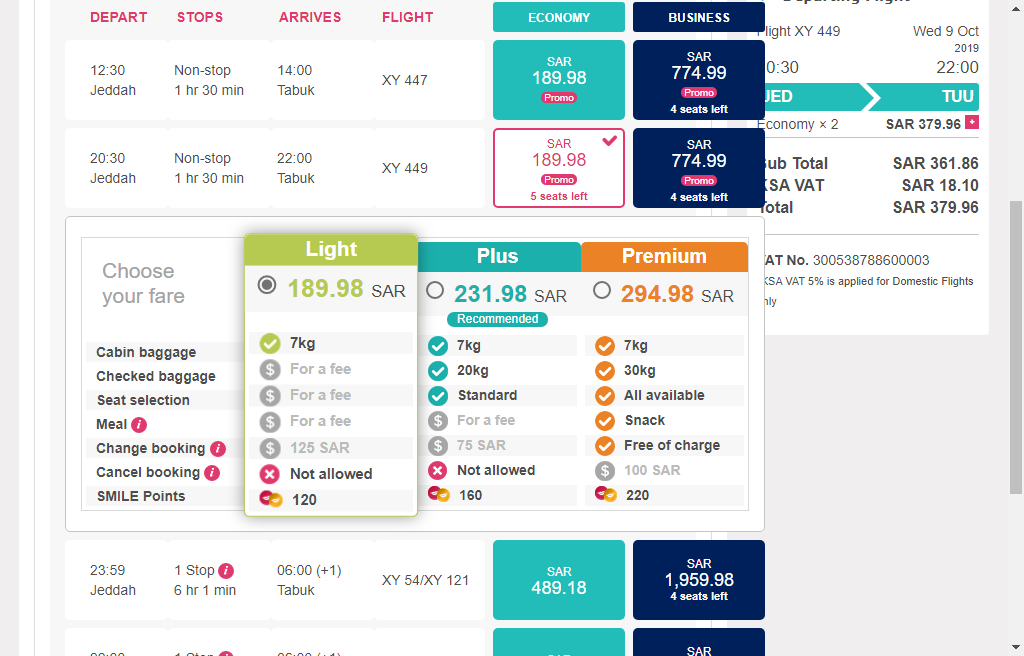 DEPART STOPS ARRIVES FLIGHT ECONOMY BUSINESS
12:30 Non-stop 14:00 XY 447
Jeddah 1 hr 30 min Tabuk
SAR
189.98
Promo
SAR
774.99
Promo
4 seats left
20:30 Non-stop 22:00 XY 449
Jeddah 1 hr 30 min Tabuk
SAR
189.98
Promo
5 seats left
SAR
774.99
Promo
4 seats left
Choose
your fare
Light Plus Premium
189.98 SAR 231.98 SAR 294.98 SAR
Recommended
Cabin baggage 7kg 7kg 7kg
Checked baggage For a fee 20kg 30kg
Seat selection For a fee Standard All available
Meal i For a fee For a fee Snack
Change booking i 125 SAR 75 SAR Free of charge
Cancel booking i Not allowed Not allowed 100 SAR
SMILE Points 120 160 220
23:59 1 Stop i 06:00 (+1) XY 54/XY 121
Jeddah 6 hr 1 min Tabuk
SAR
489.18
SAR
1,959.98
4 seats left
1 Stop
SAR
SAR
Flight XY 449 Wed 9 Oct
2019
22:00
JED TUU
Economy × 2 SAR 379.96 +
Sub Total SAR 361.86
KSA VAT SAR 18.10
Total SAR 379.96
VAT No. 300538788600003
KSA VAT 5% is applied for Domestic Flights
only